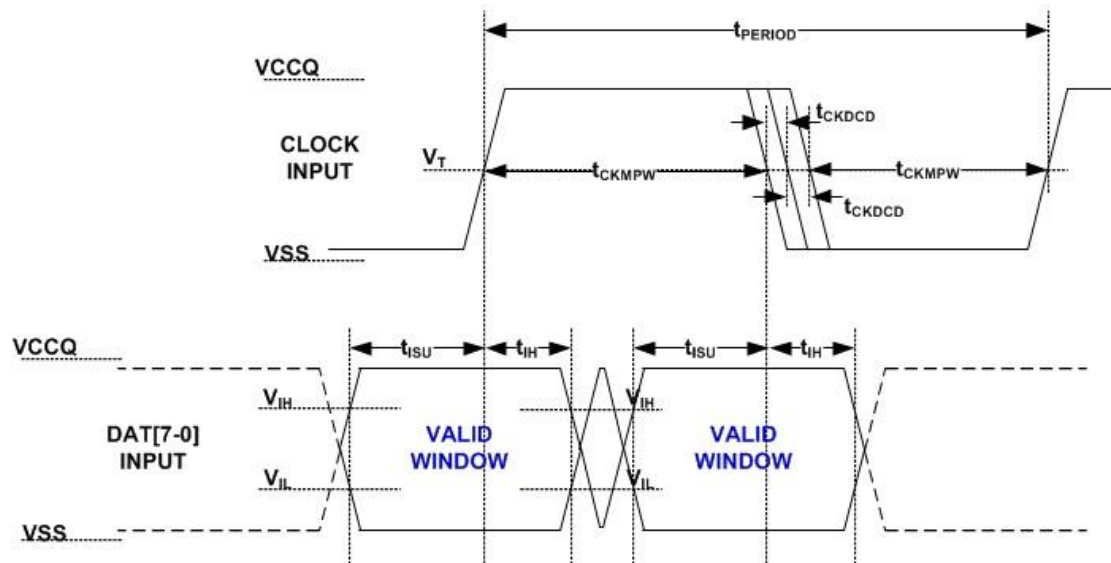 tPERIOD
VCCQ
tCKDCD
CLOCK
INPUT
VT
tCKMPW
tCKMPW
tCKDCD
VSS
VCCQ
tISU
tIH
tISU
tIH
VIH
VIH
DAT[7-0]
INPUT
VALID
WINDOW
VALID
WINDOW
VIL
VIL
VSS